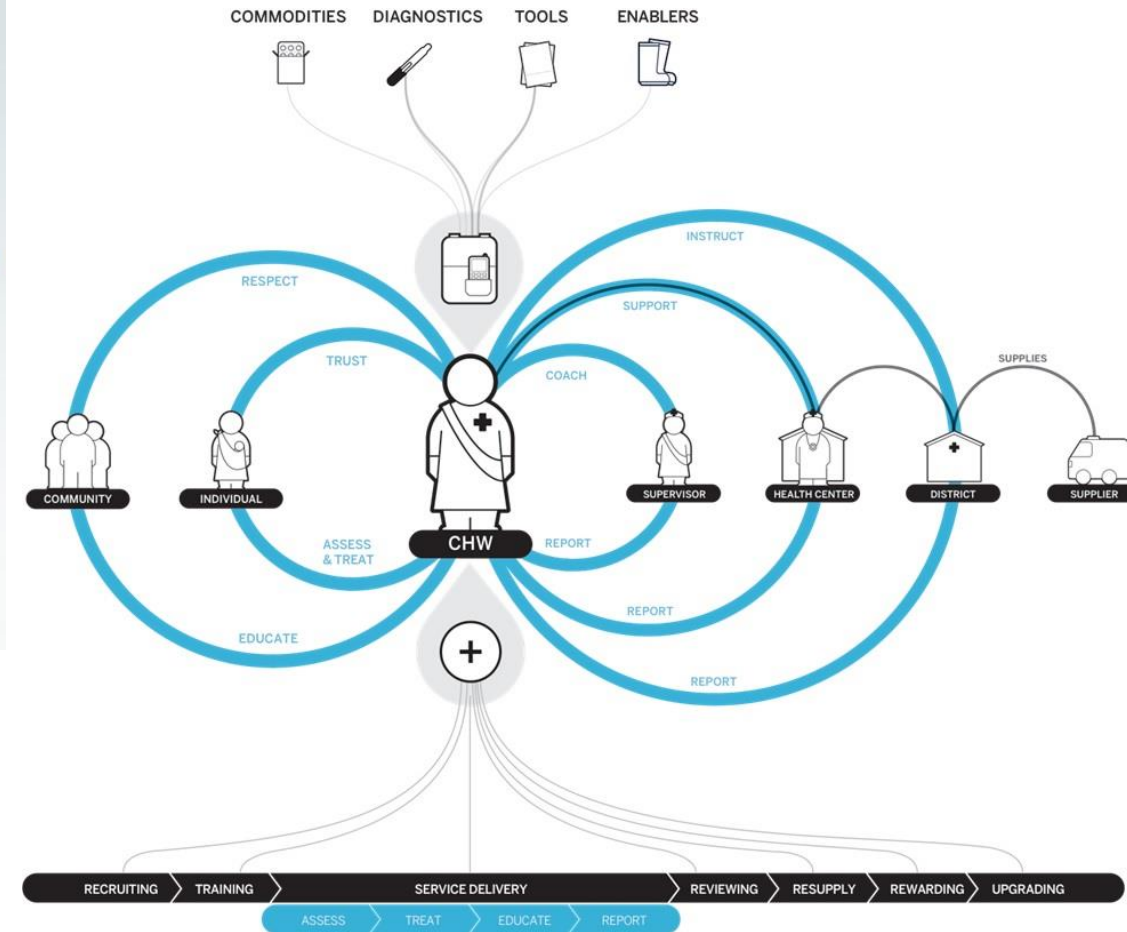 COMMODITIES DIAGNOSTICS TOOLS ENABLERS
INSTRUCT
RESPECT
SUPPORT
TRUST
COACH
SUPPLIES
COMMUNITY
INDIVIDUAL
SUPERVISOR
HEALTH CENTER
DISTRICT
SUPPLIER
CHW
ASSESS
& TREAT
REPORT
EDUCATE
REPORT
REPORT
RECRUITING TRAINING SERVICE DELIVERY REVIEWING RESUPPLY REWARDING UPGRADING
ASSESS TREAT EDUCATE REPORT